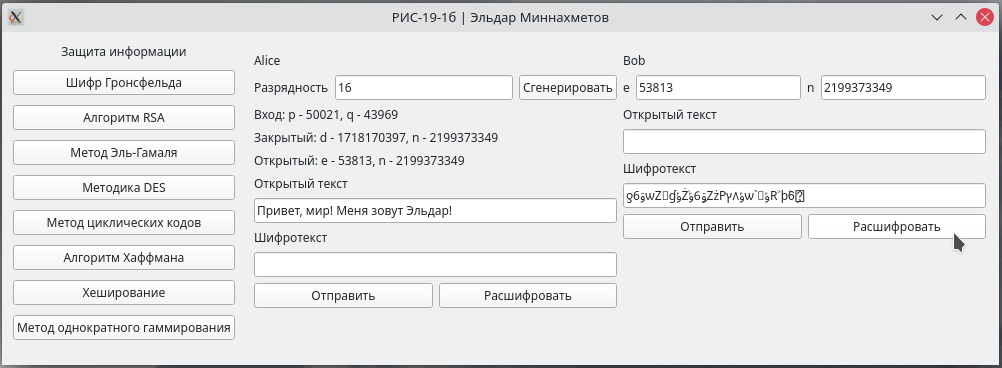 РИС-19-1б | Эльдар Миннахметов
Защита информации
Шифр Гронсфельда
Алгоритм RSA
Метод Эль-Гамаля
Методика DES
Метод циклических кодов
Алгоритм Хаффмана
Хеширование
Метод однократного гаммирования
Alice
Разрядность 16 Сгенерировать
Вход: p - 50021, q - 43969
Закрытый: d - 1718170397, n - 2199373349
Открытый: e - 53813, n - 2199373349
Открытый текст
Привет, мир! Меня зовут Эльдар!
Шифротекст
Отправить Расшифровать
Bob
e 53813 n 2199373349
Открытый текст
Шифротекст
Отправить Расшифровать